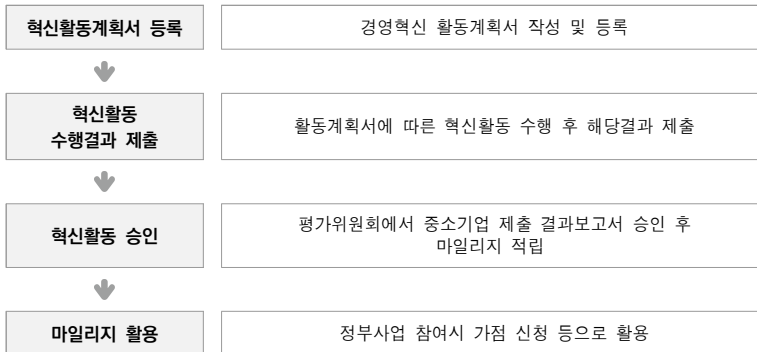 혁신활동계획서 등록
경영혁신 활동계획서 작성 및 등록
혁신활동
수행결과 제출
활동계획서에 따른 혁신활동 수행 후 해당결과 제출
혁신활동 승인
평가위원회에서 중소기업 제출 결과보고서 승인 후
마일리지 적립
마일리지 활용
정부사업 참여시 가점 신청 등으로 활용